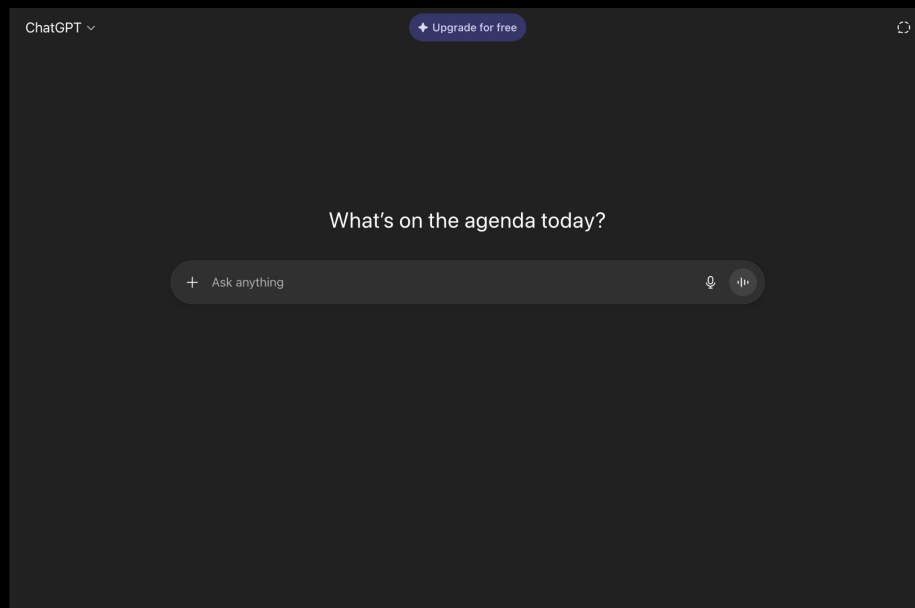 ChatGPT
Upgrade for free
What's on the agenda today?
Ask anything